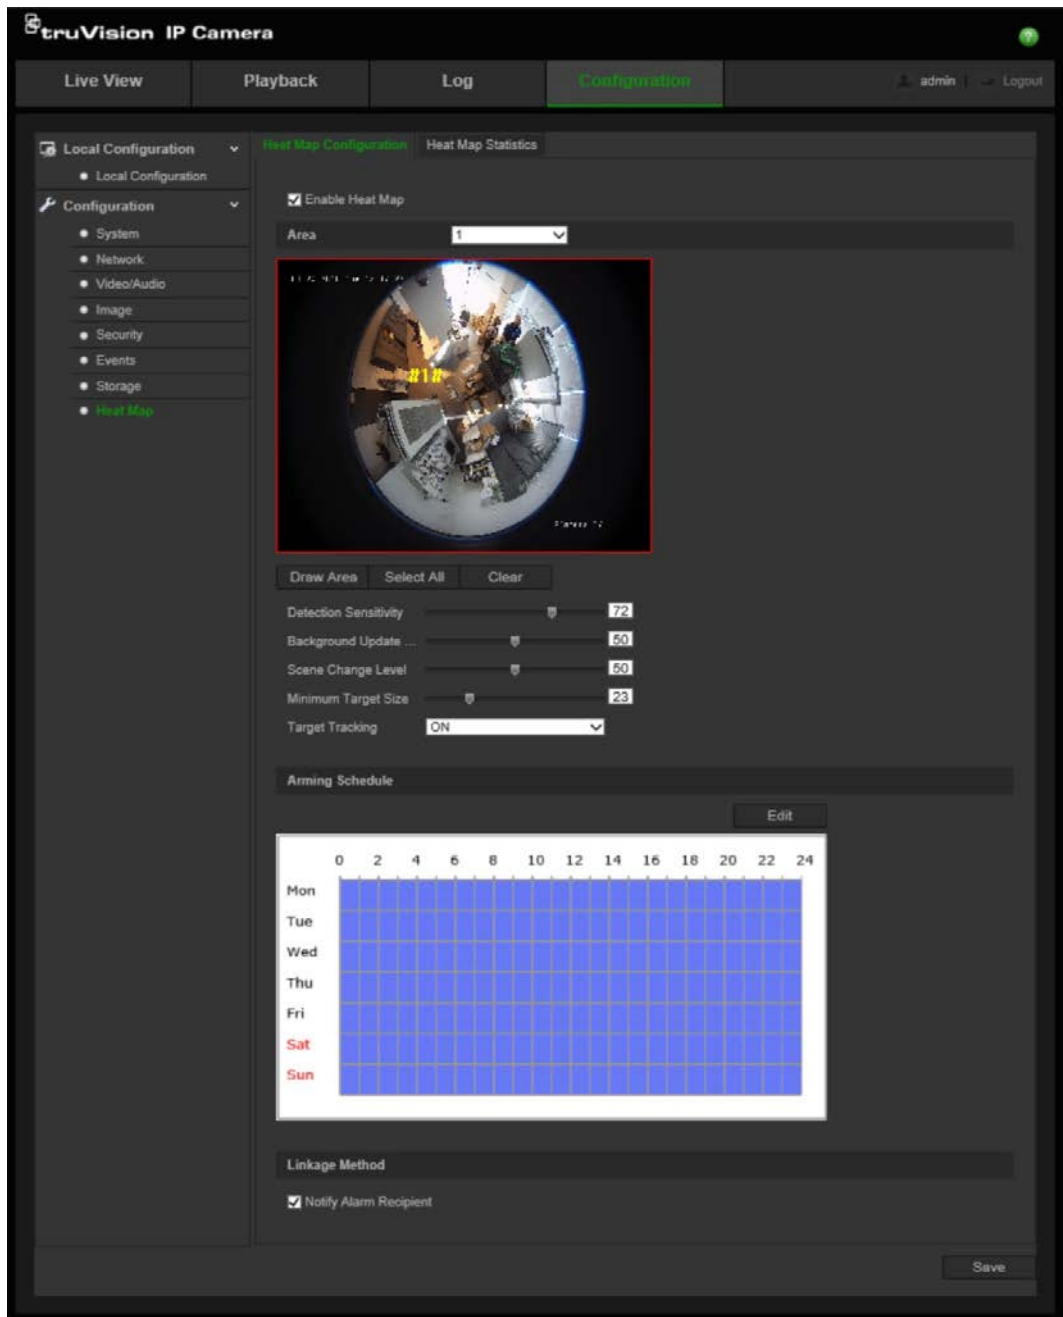 truVision IP Camera
Live View Playback Log Configuration admin Logout
Local Configuration
Local Configuration
Configuration
System
Network
Video/Audio
Image
Security
Events
Storage
Heat Map
Heat Map Configuration Heat Map Statistics
Enable Heat Map
Area 1
#1#
Draw Area Select All Clear
Detection Sensitivity 72
Background Update ... 50
Scene Change Level 50
Minimum Target Size 23
Target Tracking ON
Arming Schedule
Edit
0 2 4 6 8 10 12 14 16 18 20 22 24
Mon
Tue
Wed
Thu
Fri
Sat
Sun
Linkage Method
Notify Alarm Recipient
Save